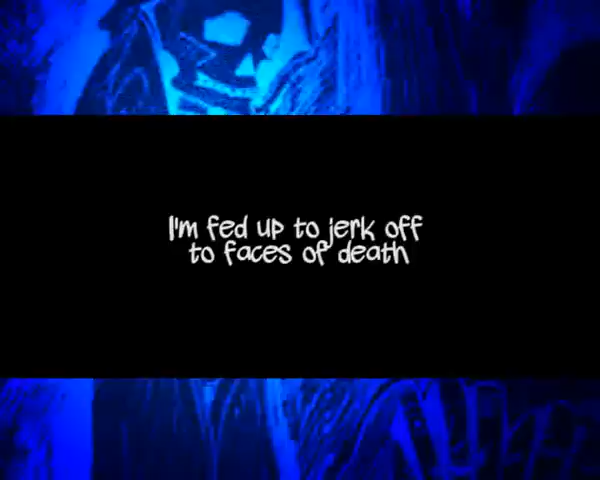 I'm fed up to jerk off
to faces of death